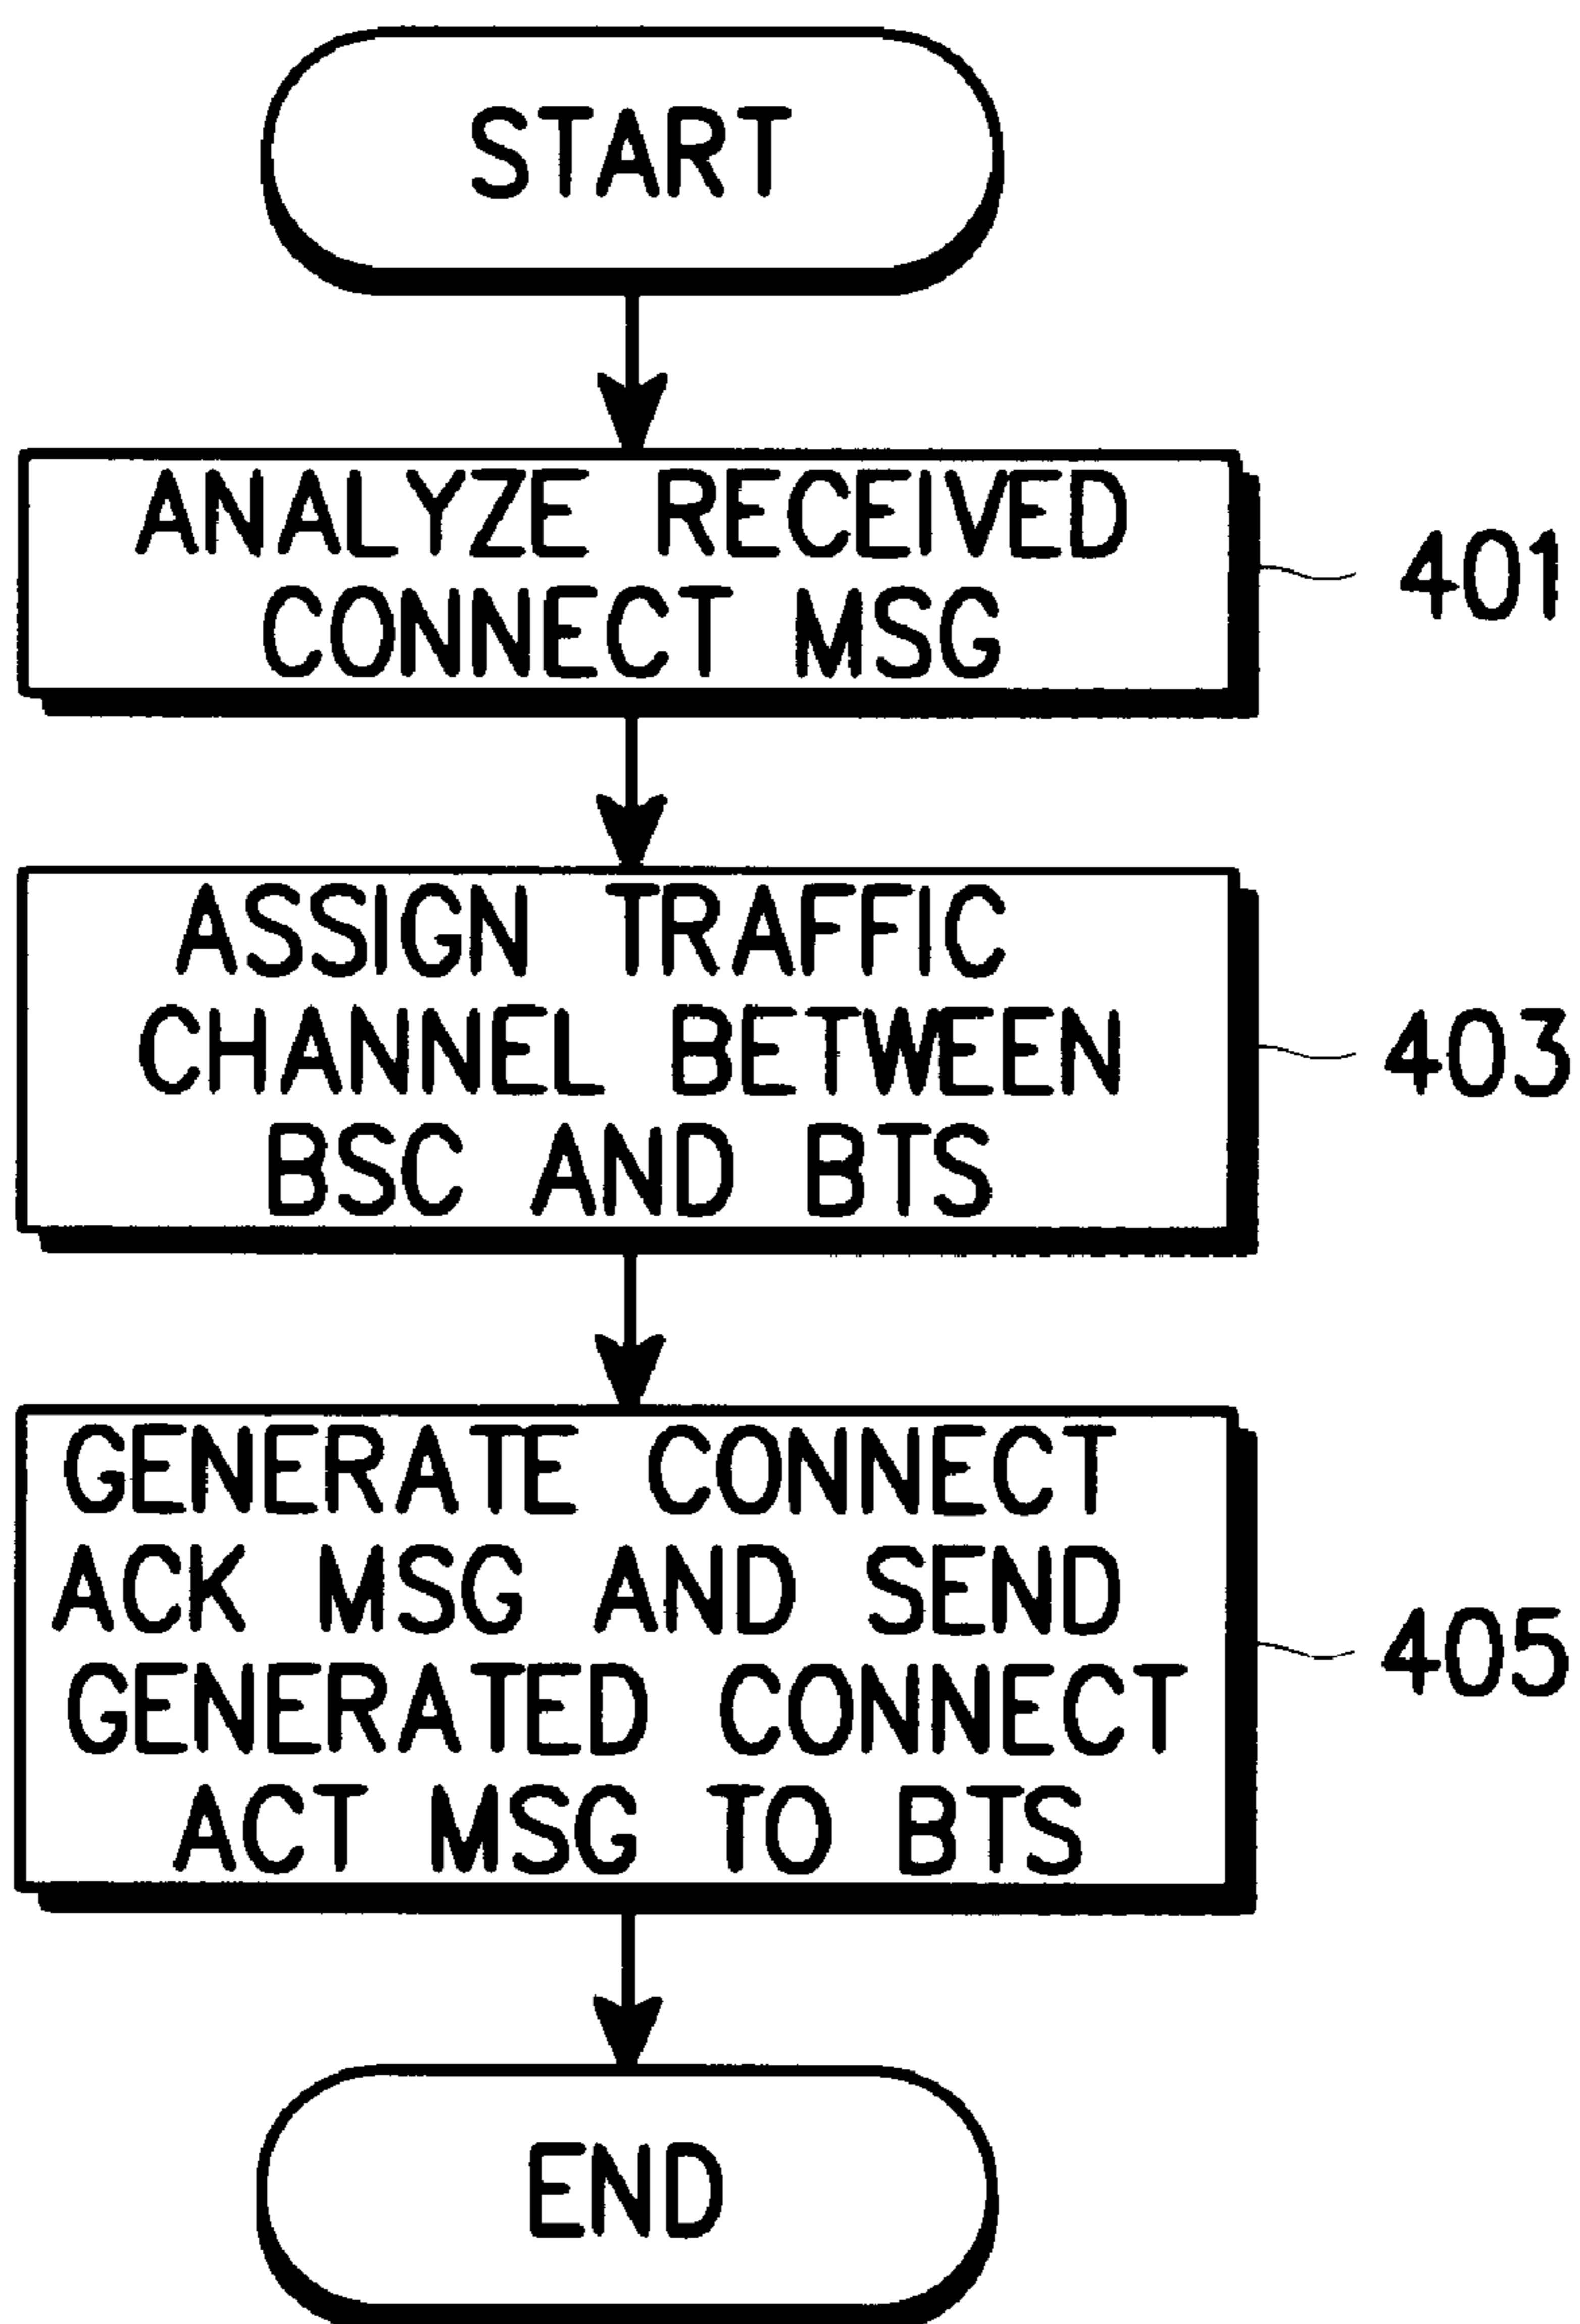 START
ANALYZE RECEIVED
CONNECT MSG
401
ASSIGN TRAFFIC
CHANNEL BETWEEN
BSC AND BTS
403
GENERATE CONNECT
ACK MSG AND SEND
GENERATED CONNECT
ACT MSG TO BTS
405
END